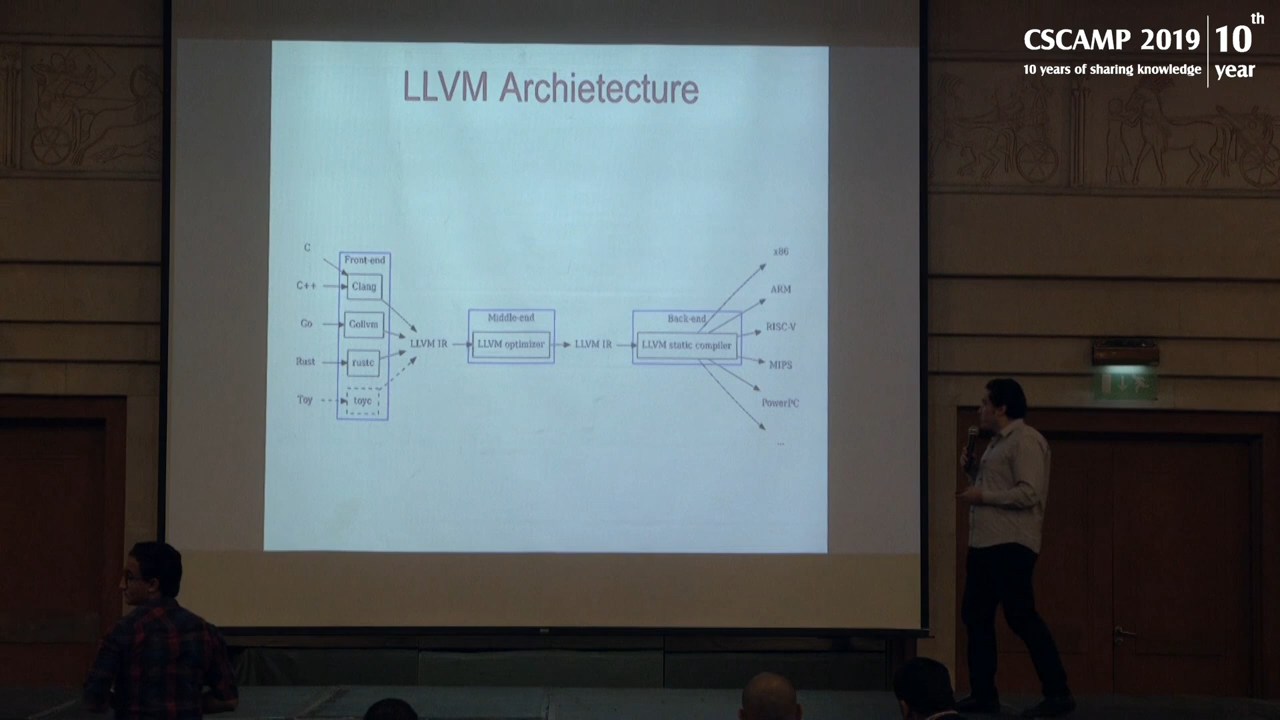 CSCAMP 2019
10 years of sharing knowledge
10th
year
LLVM Archietecture
C
C++
Go
Rust
Toy
Front-end
Clang
Gollvm
rustc
toyc
LLVM IR
Middle-end
LLVM optimizer
LLVM IR
Back-end
LLVM static compiler
x86
ARM
RISC-V
MIPS
PowerPC
...